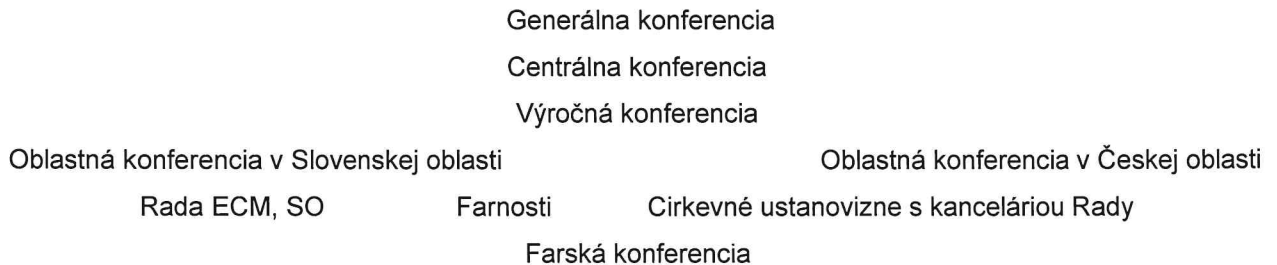 Generálna konferencia
Centrálna konferencia
Výročná konferencia
Oblastná konferencia v Slovenskej oblasti Oblastná konferencia v Českej oblasti
Rada ECM, SO Farnosti Cirkevné ustanovizne s kanceláriou Rady
Farská konferencia